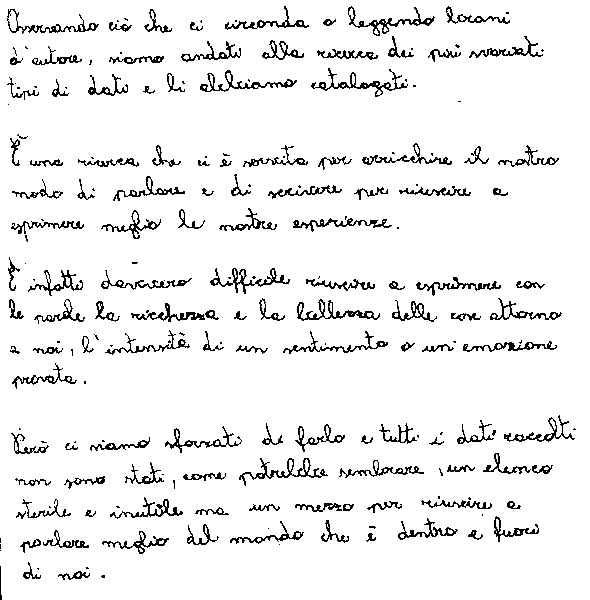 Osservando ciò che ci circonda o leggendo brani
d'autore, siamo andati alla ricerca dei più svariati
tipi di dati e li abbiamo catalogati.
È una ricerca che ci è servita per arricchire il nostro
modo di parlare e di scrivere per riuscire a
esprimere meglio le nostre esperienze.
È infatti davvero difficile riuscire a esprimere con
le parole la ricchezza e la bellezza delle cose attorno
a noi, l'intensità di un sentimento o un'emozione
provata.
Però ci siamo sforzati di farlo e tutti i dati raccolti
non sono stati, come potrebbe sembrare, un elenco
sterile e inutile ma un mezzo per riuscire a
parlare meglio del mondo che è dentro e fuori
di noi.